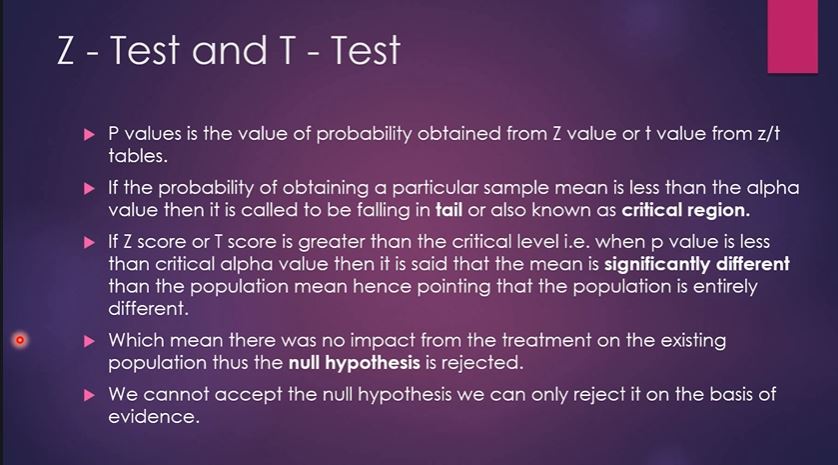 Z - Test and T - Test
P values is the value of probability obtained from Z value or t value from z/t
tables.
If the probability of obtaining a particular sample mean is less than the alpha
value then it is called to be falling in tail or also known as critical region.
If Z score or T score is greater than the critical level i.e. when p value is less
than critical alpha value then it is said that the mean is significantly different
than the population mean hence pointing that the population is entirely
different.
Which mean there was no impact from the treatment on the existing
population thus the null hypothesis is rejected.
We cannot accept the null hypothesis we can only reject it on the basis of
evidence.